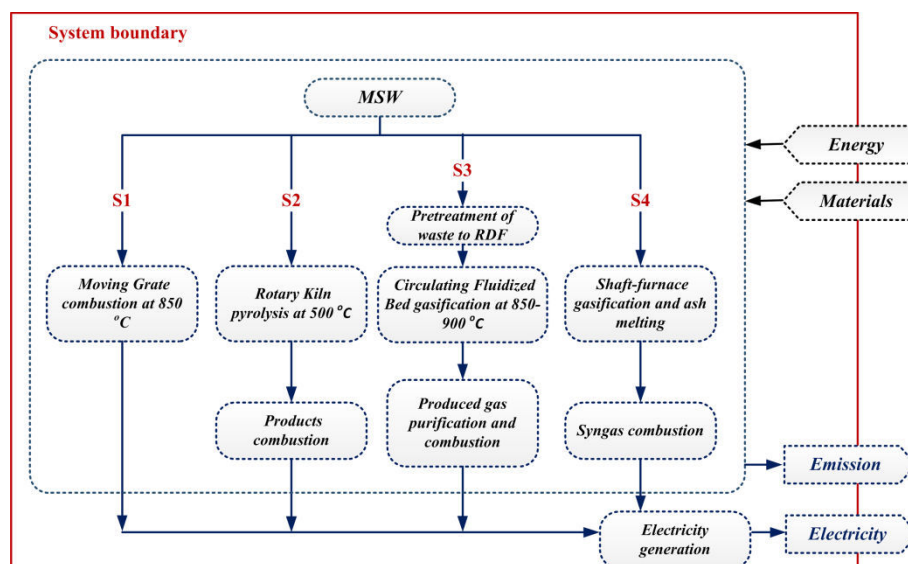 System boundary
MSW
Energy
Materials
S1
S2
S3
S4
Pretreatment of
waste to RDF
Moving Grate
combustion at 850
°C
Rotary Kiln
pyrolysis at 500 °C
Circulating Fluidized
Bed gasification at 850-
900 °C
Shaft-furnace
gasification and ash
melting
Products
combustion
Produced gas
purification and
combustion
Syngas combustion
Emission
Electricity
generation
Electricity